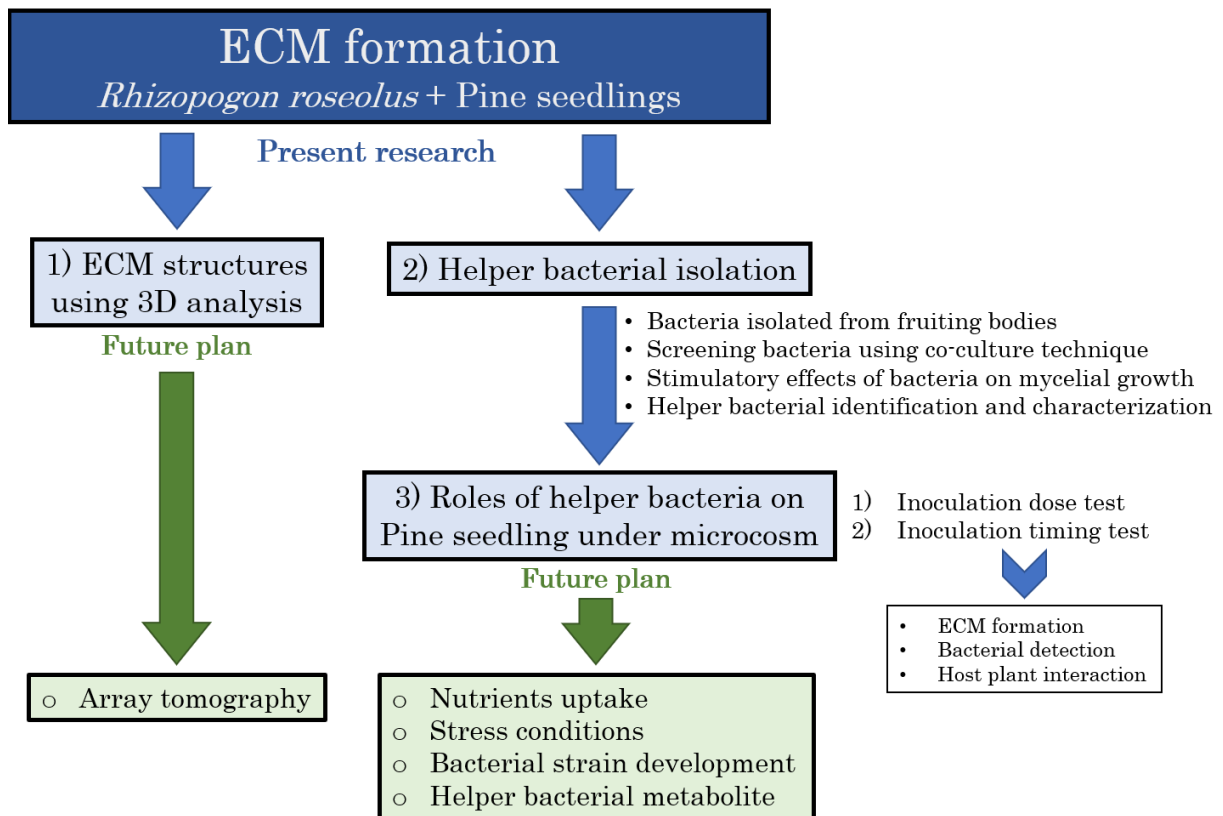 ECM formation
Rhizopogon roseolus + Pine seedlings
Present research
1) ECM structures
using 3D analysis
2) Helper bacterial isolation
Future plan
• Bacteria isolated from fruiting bodies
• Screening bacteria using co-culture technique
• Stimulatory effects of bacteria on mycelial growth
• Helper bacterial identification and characterization
3) Roles of helper bacteria on
Pine seedling under microcosm
1) Inoculation dose test
2) Inoculation timing test
Future plan
• ECM formation
• Bacterial detection
• Host plant interaction
o Array tomography
o Nutrients uptake
o Stress conditions
o Bacterial strain development
o Helper bacterial metabolite